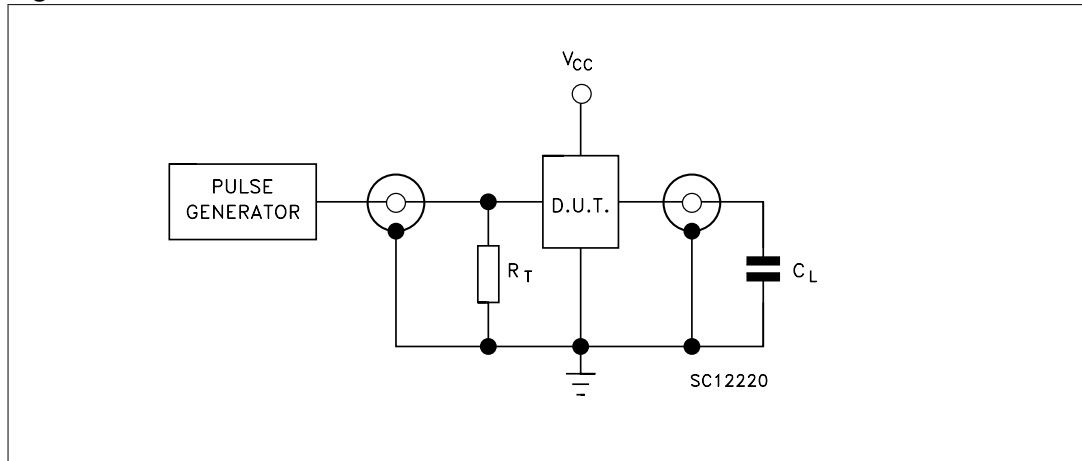 V_CC
PULSE
GENERATOR
D.U.T.
R_T
C_L
SC12220